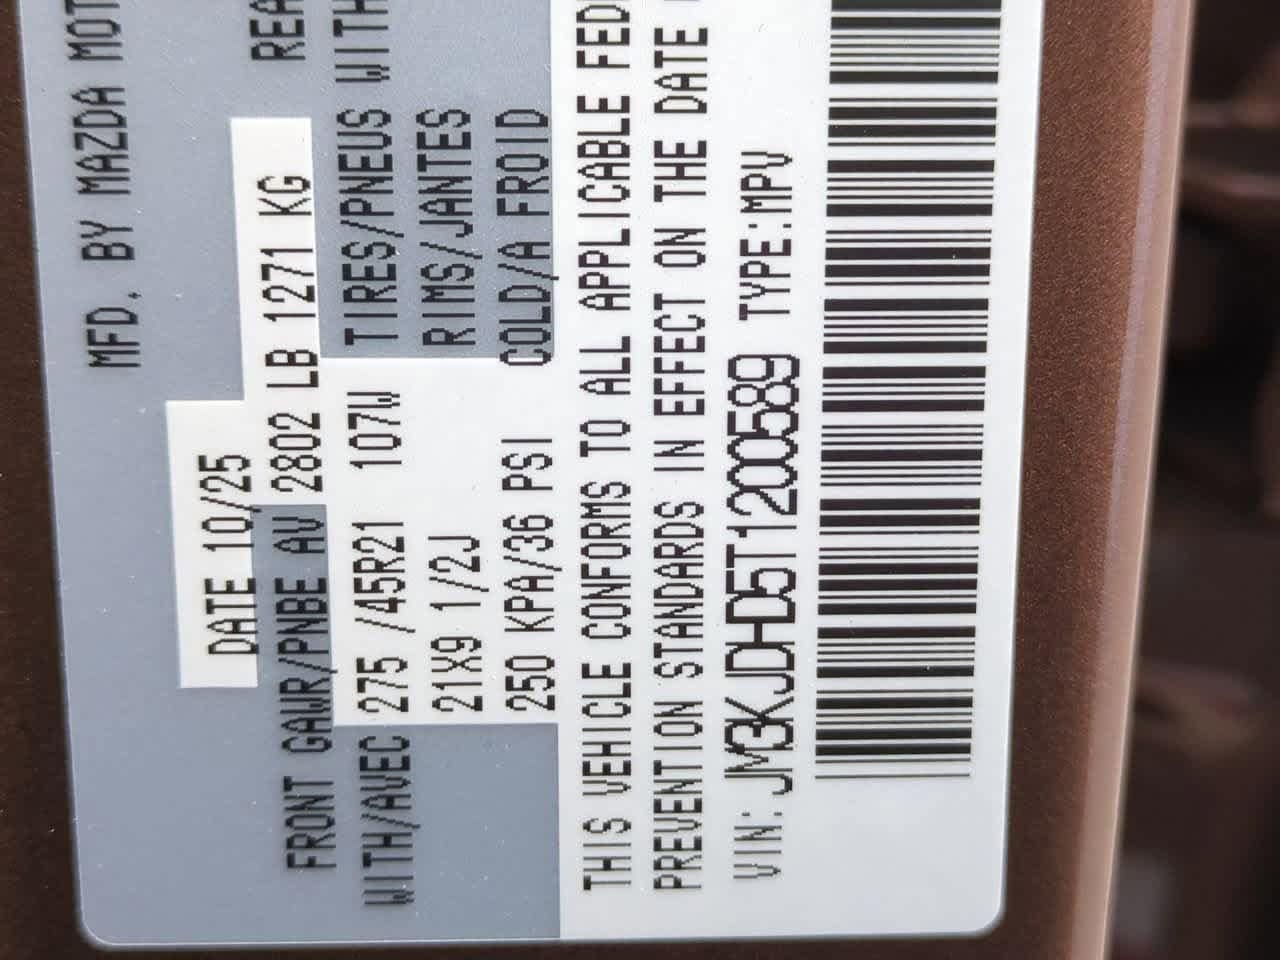 MFD. BY MAZDA MOT
DATE 10/25
FRONT GAWR/PNBE AV 2802 LB 1271 KG REA
WITH/AVEC 275 /45R21 107W TIRES/PNEUS WITH
21X9 1/2J RIMS/JANTES
250 KPA/36 PSI COLD/A FROID
THIS VEHICLE CONFORMS TO ALL APPLICABLE FED
PREVENTION STANDARDS IN EFFECT ON THE DATE
VIN: JM3KJDHD5T1200589 TYPE:MPV